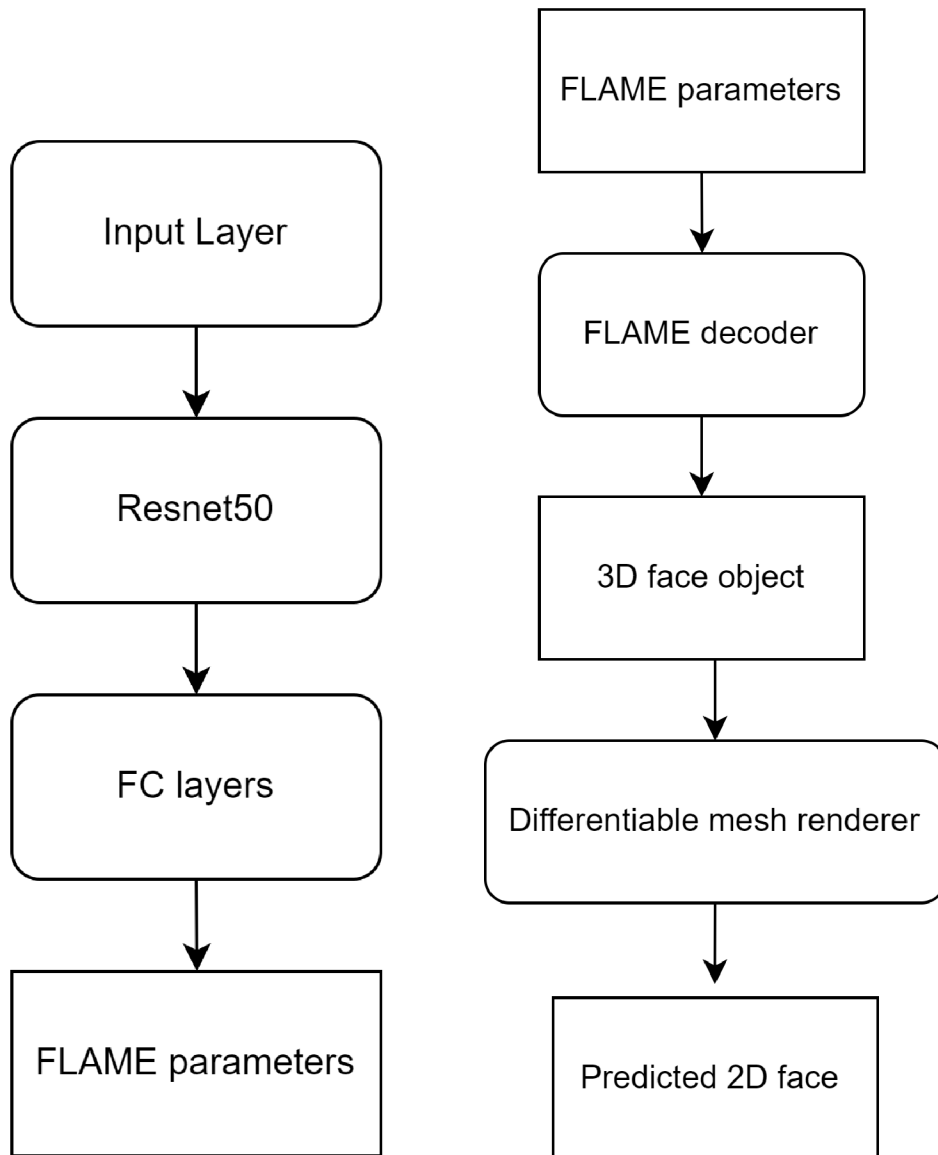 Input Layer
Resnet50
FC layers
FLAME parameters
FLAME parameters
FLAME decoder
3D face object
Differentiable mesh renderer
Predicted 2D face